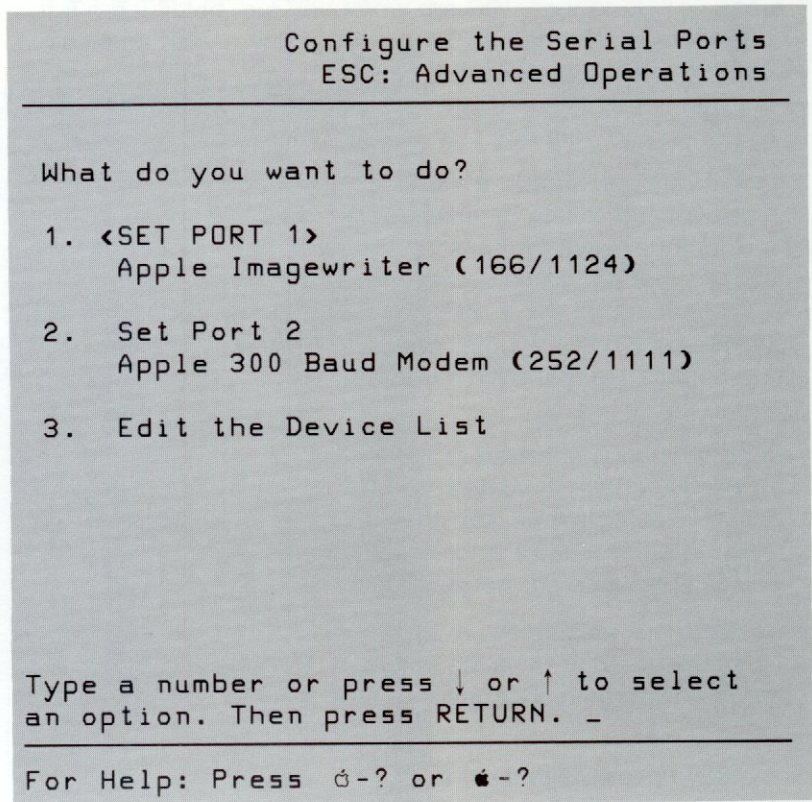 Configure the Serial Ports
ESC: Advanced Operations
What do you want to do?
1. <SET PORT 1>
Apple Imagewriter (166/1124)
2. Set Port 2
Apple 300 Baud Modem (252/1111)
3. Edit the Device List
Type a number or press ↓ or ↑ to select
an option. Then press RETURN. _
For Help: Press -? or -?